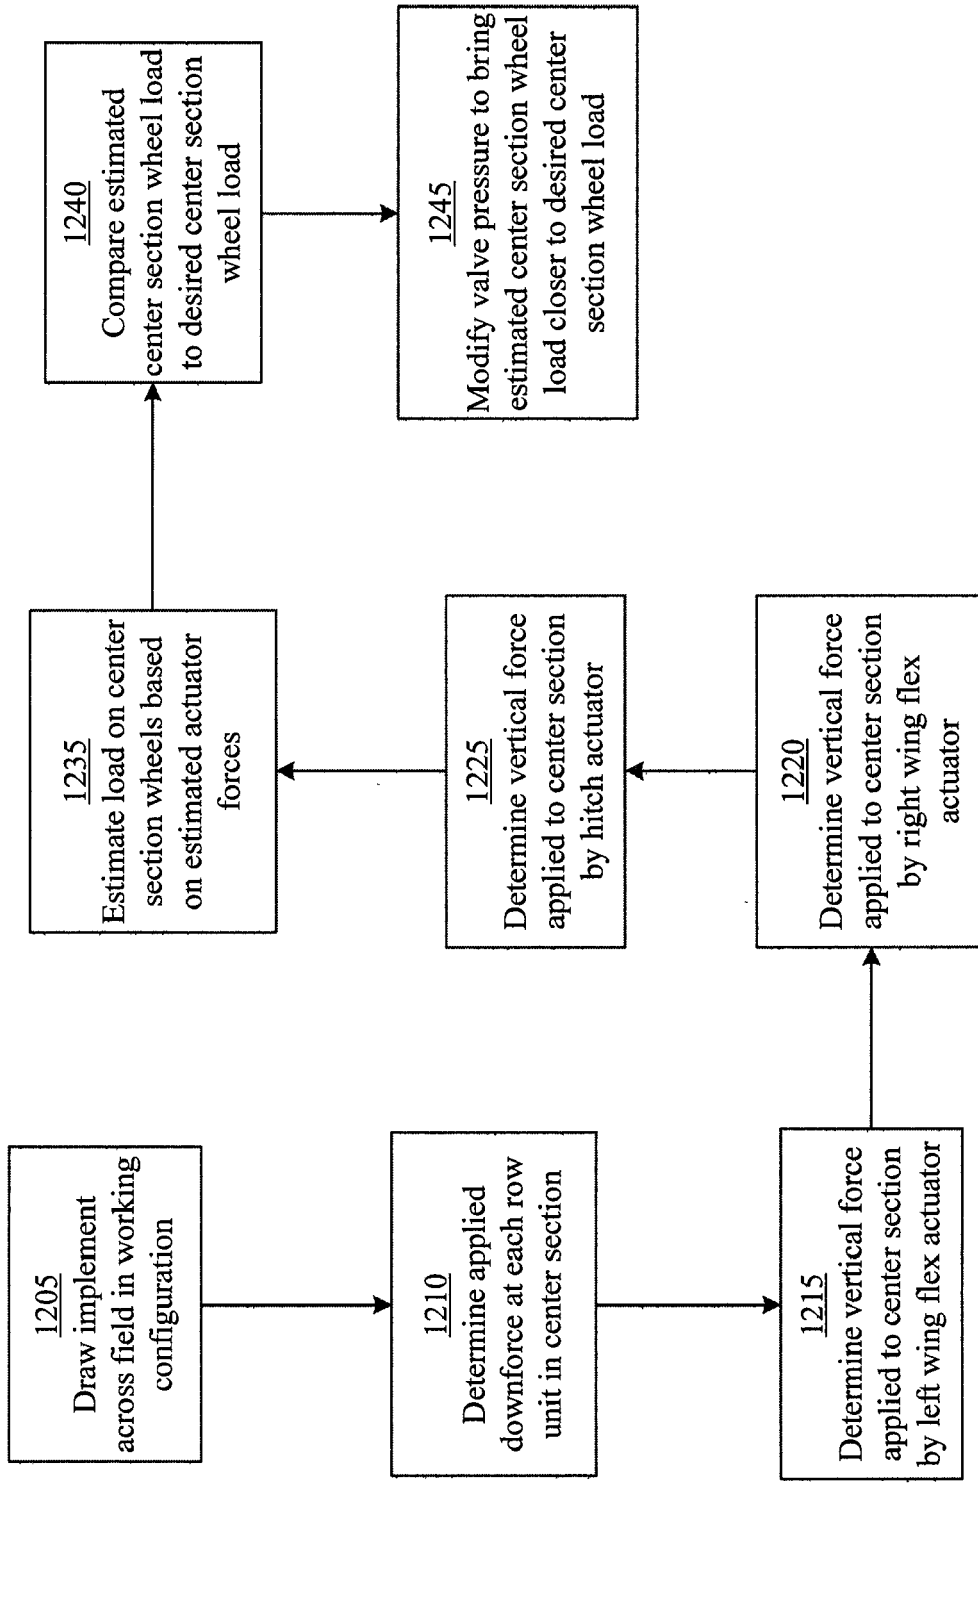 1205
Draw implement
across field in working
configuration
1210
Determine applied
downforce at each row
unit in center section
1215
Determine vertical force
applied to center section
by left wing flex actuator
1220
Determine vertical force
applied to center section
by right wing flex
actuator
1225
Determine vertical force
applied to center section
by hitch actuator
1235
Estimate load on center
section wheels based
on estimated actuator
forces
1240
Compare estimated
center section wheel load
to desired center section
wheel load
1245
Modify valve pressure to bring
estimated center section wheel
load closer to desired center
section wheel load